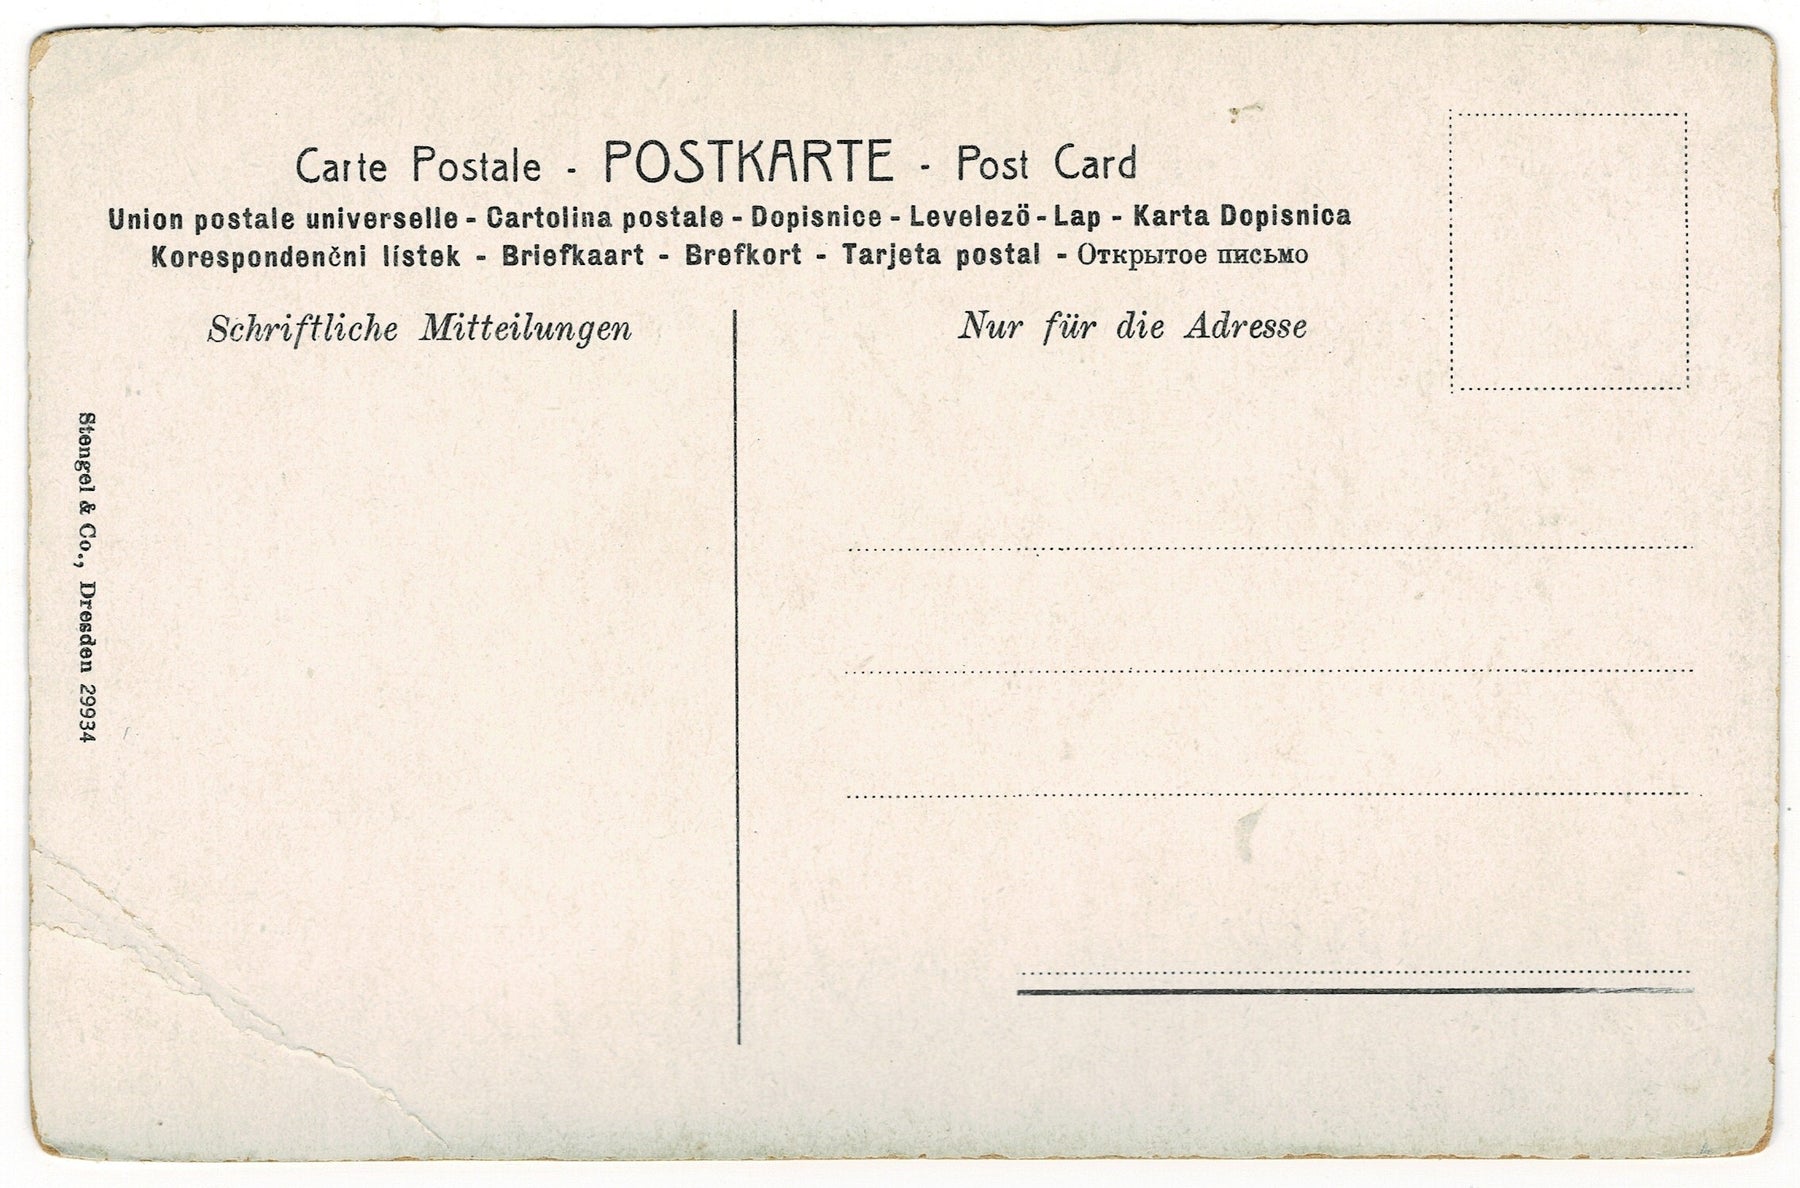 Carte Postale - POSTKARTE - Post Card
Union postale universelle - Cartolina postale - Dopisnice - Levelezö - Lap - Karta Dopisnica
Korespondenčni lístek - Briefkaart - Brefkort - Tarjeta postal - Открытое письмо
Schriftliche Mitteilungen
Nur für die Adresse
Stengel & Co., Dresden 29934